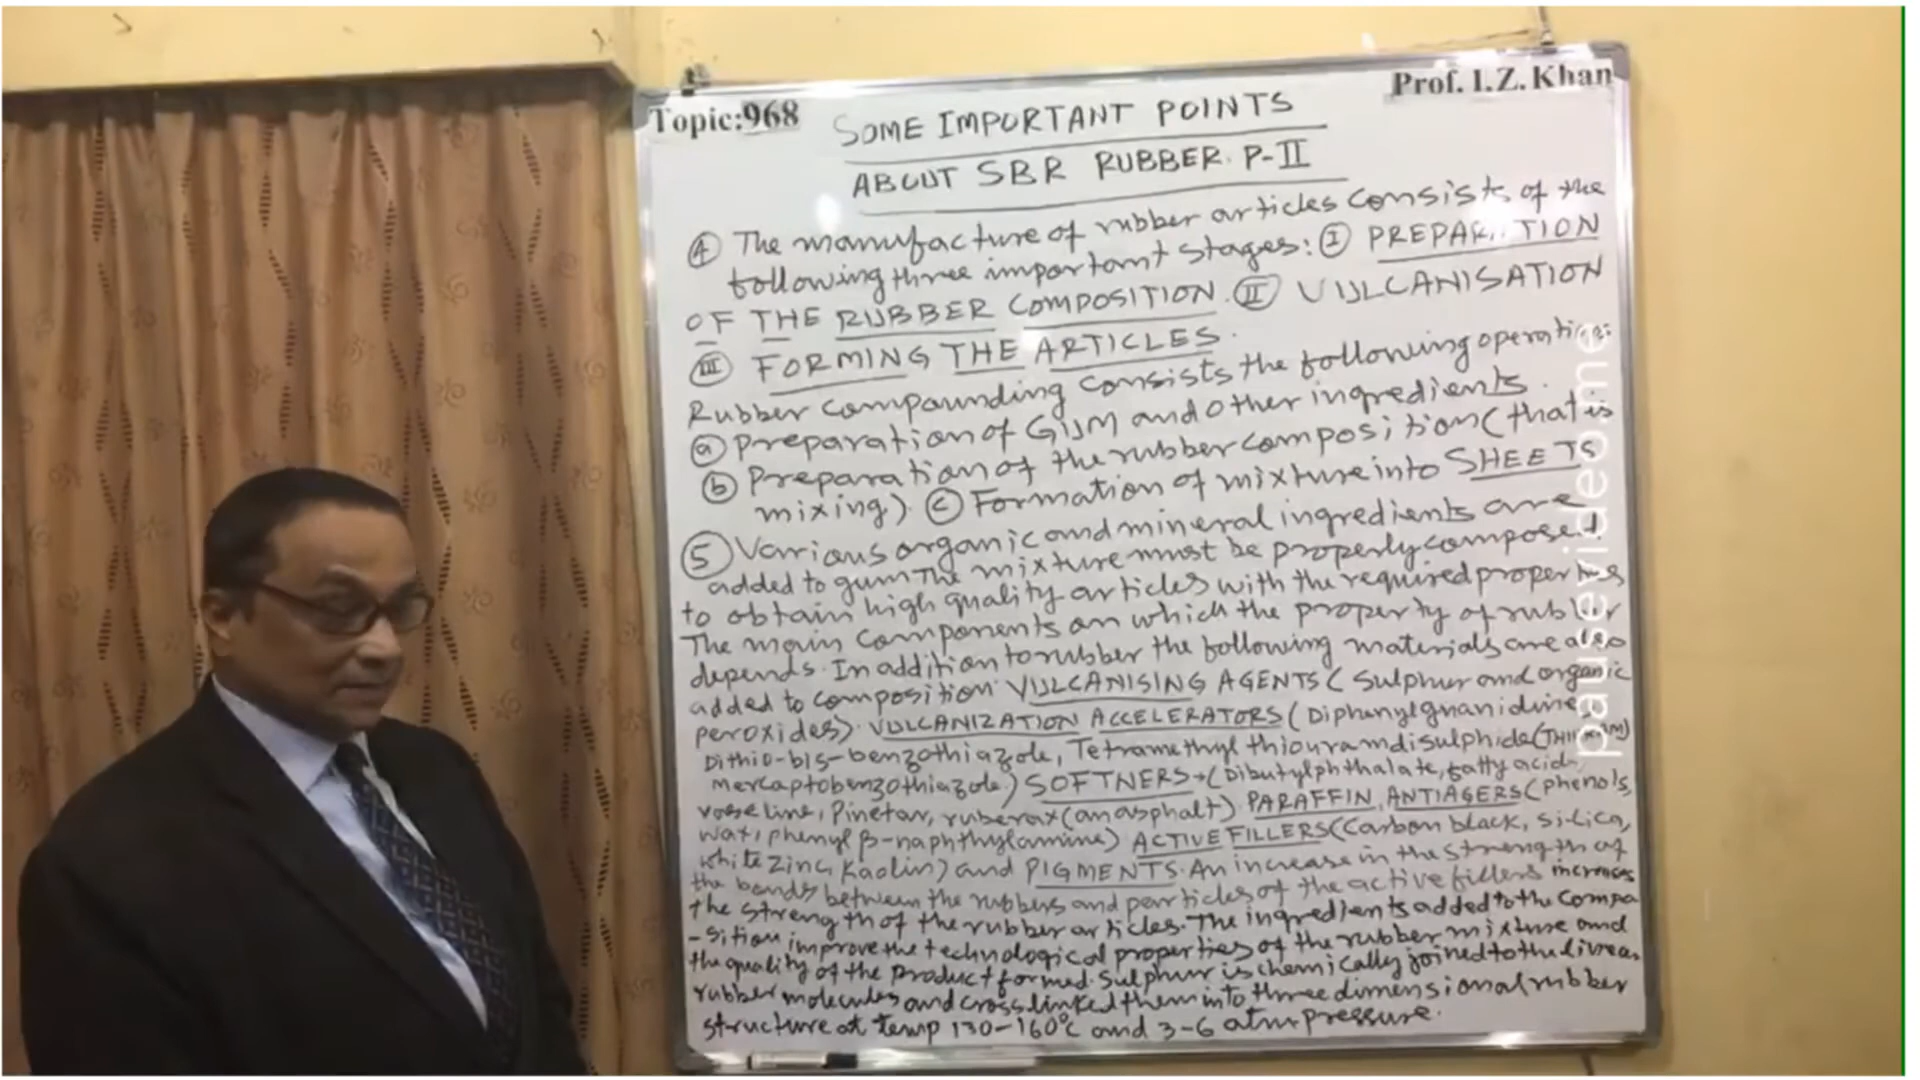 Topic:968
Prof. I.Z. Khan
SOME IMPORTANT POINTS
ABOUT SBR RUBBER. P-II
④ The manufacture of rubber articles consists of the
following three important stages: Ⓘ PREPARATION
OF THE RUBBER COMPOSITION. Ⓘ̲Ⓘ VULCANISATION
(III) FORMING THE ARTICLES.
Rubber compounding consists the following
ⓐ Preparation of GUM and other ingredients.
ⓑ Preparation of the rubber composition (that is
mixing). ⓒ Formation of mixture into SHEETS
⑤ Various organic and mineral ingredients are
added to gum The mixture must be properly composed
to obtain high quality articles with the required properties
The main components on which the property of rubber
depends. In addition to rubber the following materials are also
added to composition VULCANISING AGENTS (Sulphur and organic
peroxides). VULCANIZATION ACCELERATORS (Diphenylguanidine,
Dithio-bis-benzothiazole, Tetramethyl thiouramdisulphide (
mercaptobenzothiazole) SOFTNERS→(Dibutylphthalate, fatty acid,
vaseline, Pinetar, ruberax (an asphalt). PARAFFIN, ANTIAGERS (phenols,
wax, phenyl β-naphthylamine) ACTIVE FILLERS (Carbon black, silica,
white zinc, kaolin) and PIGMENTS. An increase in the strength of
the bonds between the rubbers and particles of the active fillers increases
the strength of the rubber articles. The ingredients added to the compo
-sition improve the technological properties of the rubber mixture and
the quality of the product formed. Sulphur is chemically joined to the linear
rubber molecules and cross linked them into three dimensional rubber
structure at temp 130-160°C and 3-6 atm pressure.
pausevideo.me